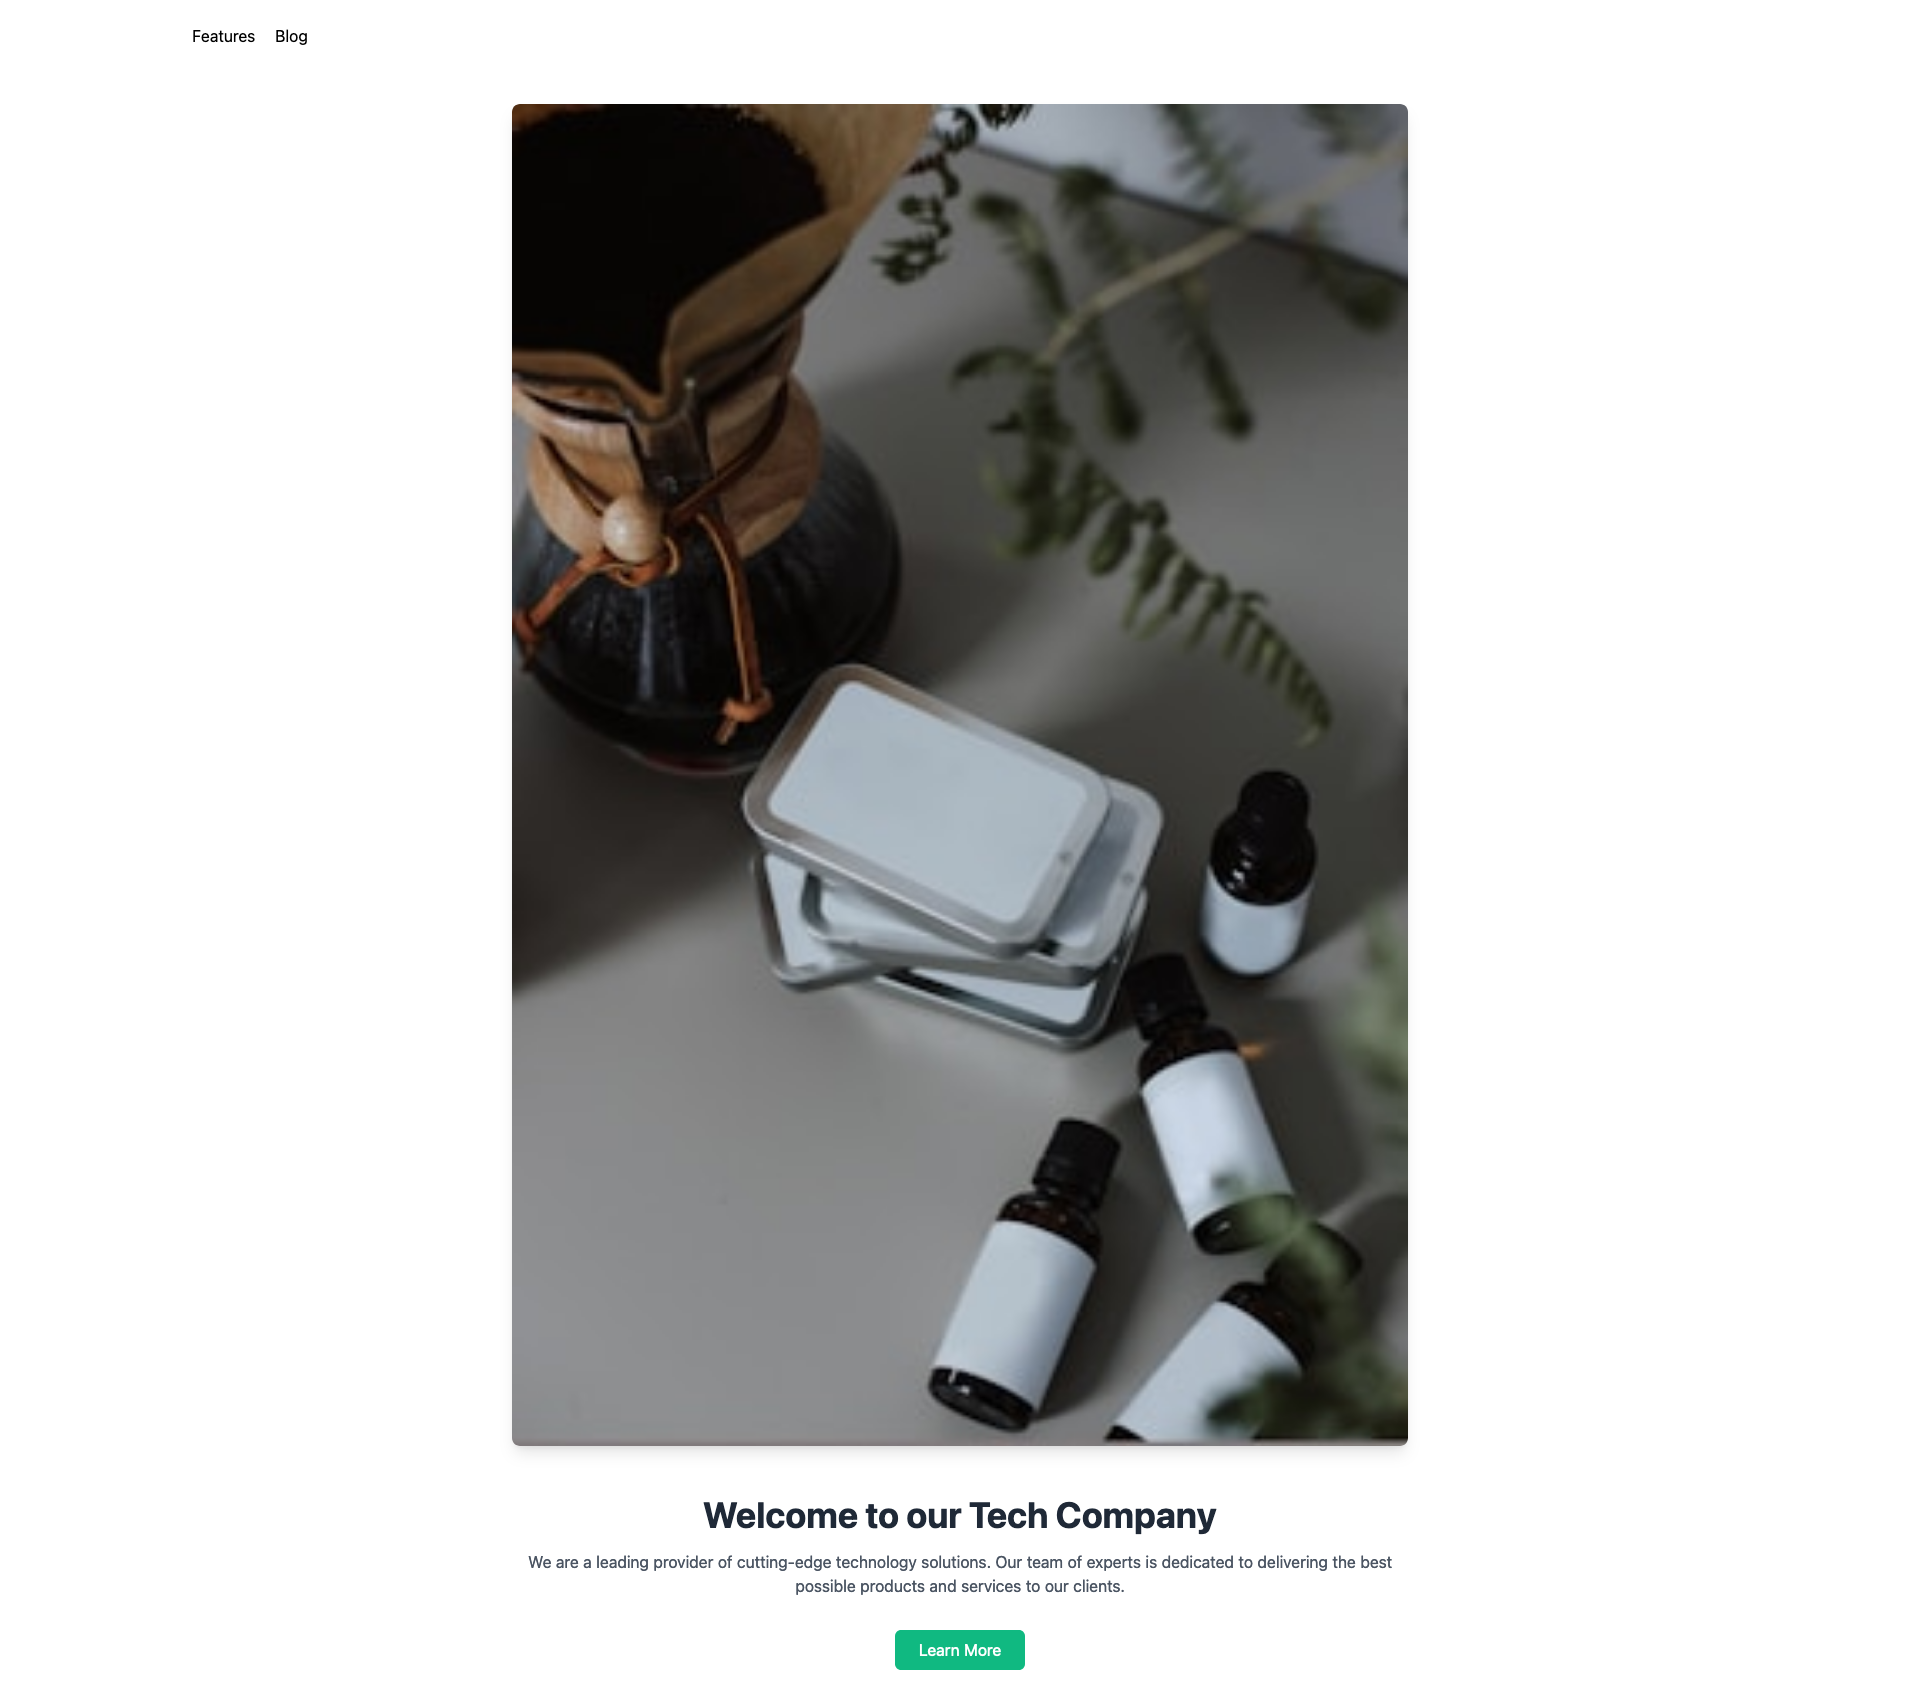 Features Blog
Welcome to our Tech Company
We are a leading provider of cutting-edge technology solutions. Our team of experts is dedicated to delivering the best
possible products and services to our clients.
Learn More